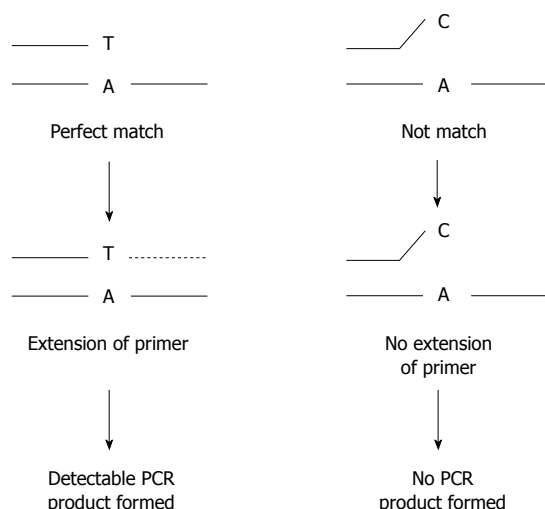 T
A
Perfect match
T
A
Extension of primer
Detectable PCR
product formed
C
A
Not match
C
A
No extension
of primer
No PCR
product formed